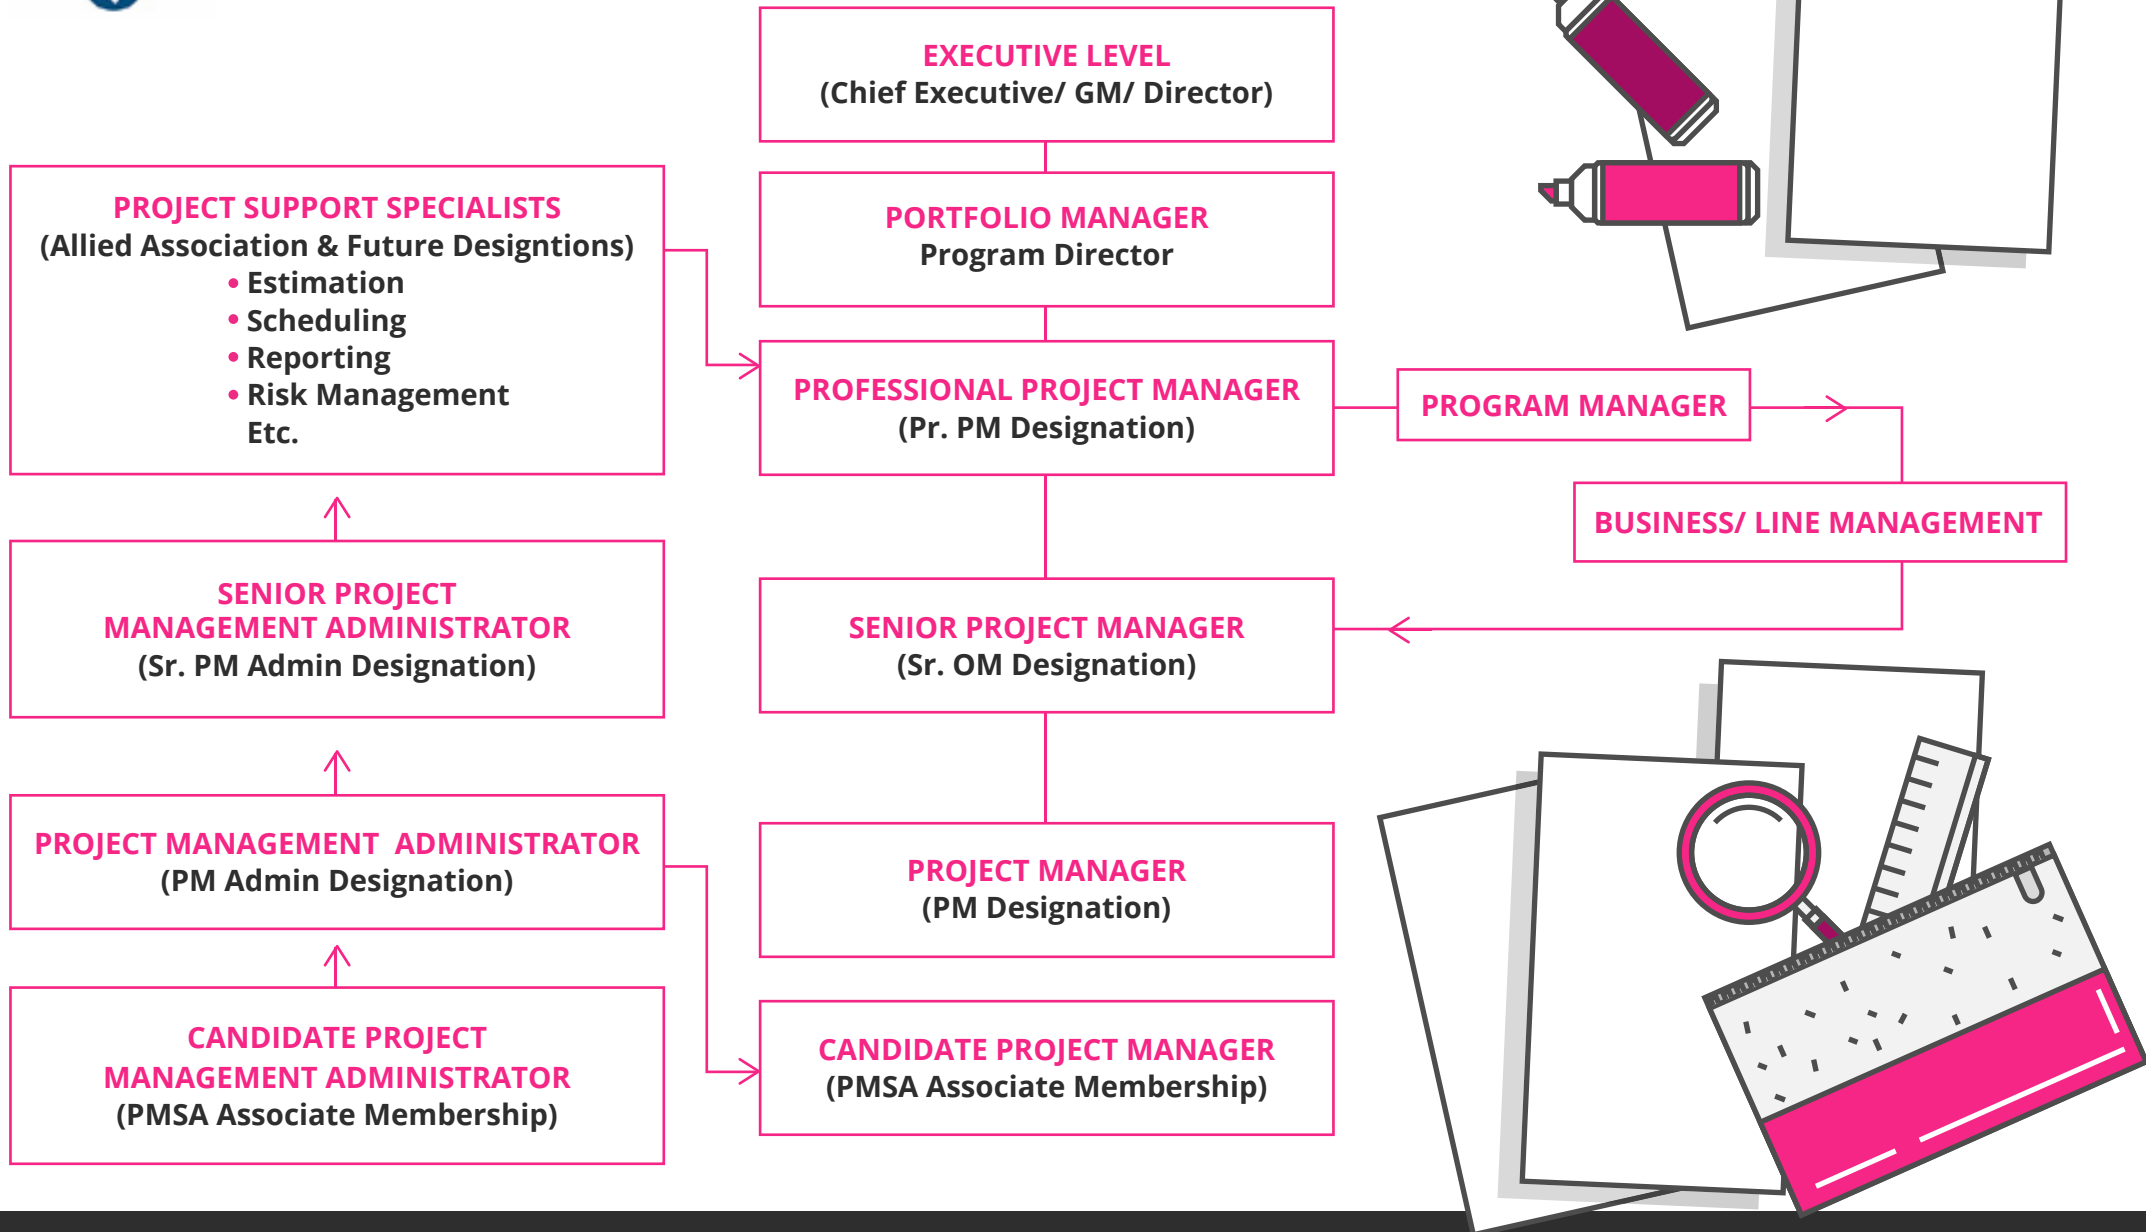 EXECUTIVE LEVEL
(Chief Executive/ GM/ Director)
PORTFOLIO MANAGER
Program Director
PROJECT SUPPORT SPECIALISTS
(Allied Association & Future Designtions)
• Estimation
• Scheduling
• Reporting
• Risk Management
Etc.
PROFESSIONAL PROJECT MANAGER
(Pr. PM Designation)
PROGRAM MANAGER
BUSINESS/ LINE MANAGEMENT
SENIOR PROJECT
MANAGEMENT ADMINISTRATOR
(Sr. PM Admin Designation)
SENIOR PROJECT MANAGER
(Sr. OM Designation)
PROJECT MANAGEMENT  ADMINISTRATOR
(PM Admin Designation)
PROJECT MANAGER
(PM Designation)
CANDIDATE PROJECT
MANAGEMENT ADMINISTRATOR
(PMSA Associate Membership)
CANDIDATE PROJECT MANAGER
(PMSA Associate Membership)